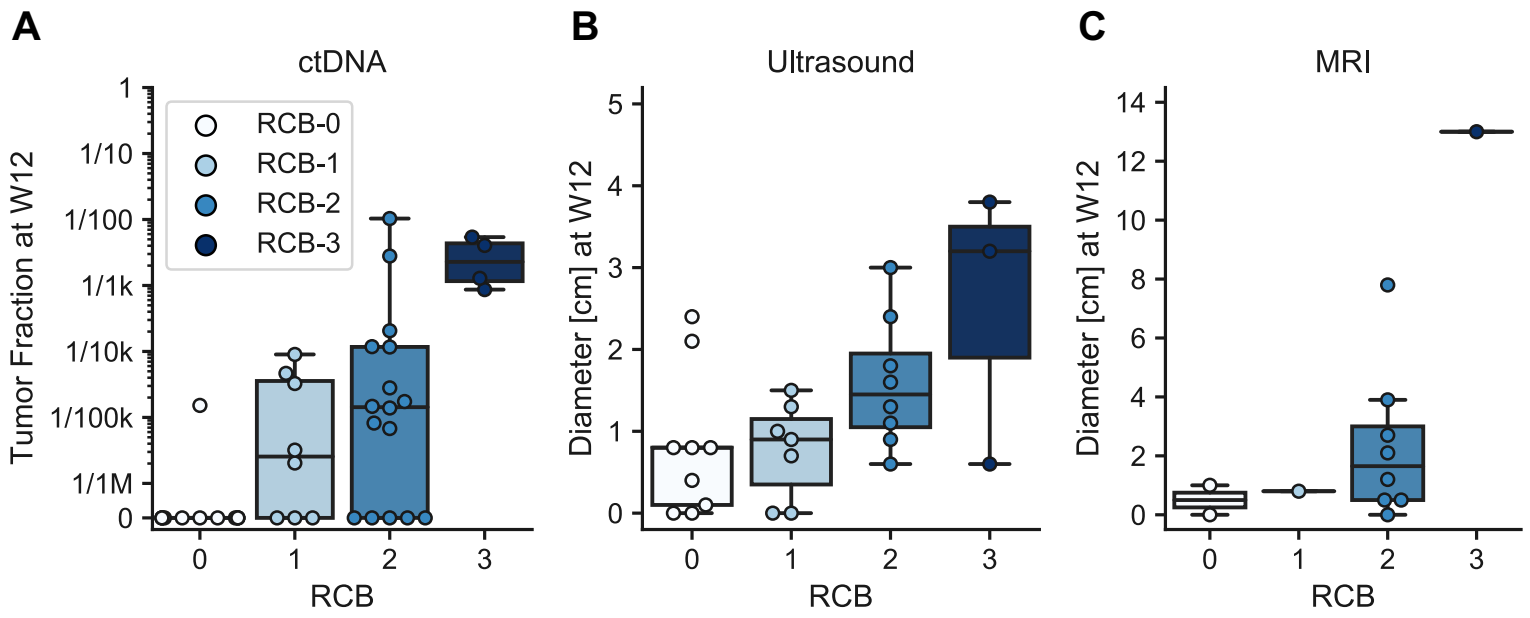 A
ctDNA
Tumor Fraction at W12
1
1/10
1/100
1/1k
1/10k
1/100k
1/1M
0
RCB-0
RCB-1
RCB-2
RCB-3
0 1 2 3
RCB
B
Ultrasound
Diameter [cm] at W12
5
4
3
2
1
0
0 1 2 3
RCB
C
MRI
Diameter [cm] at W12
14
12
10
8
6
4
2
0
0 1 2 3
RCB